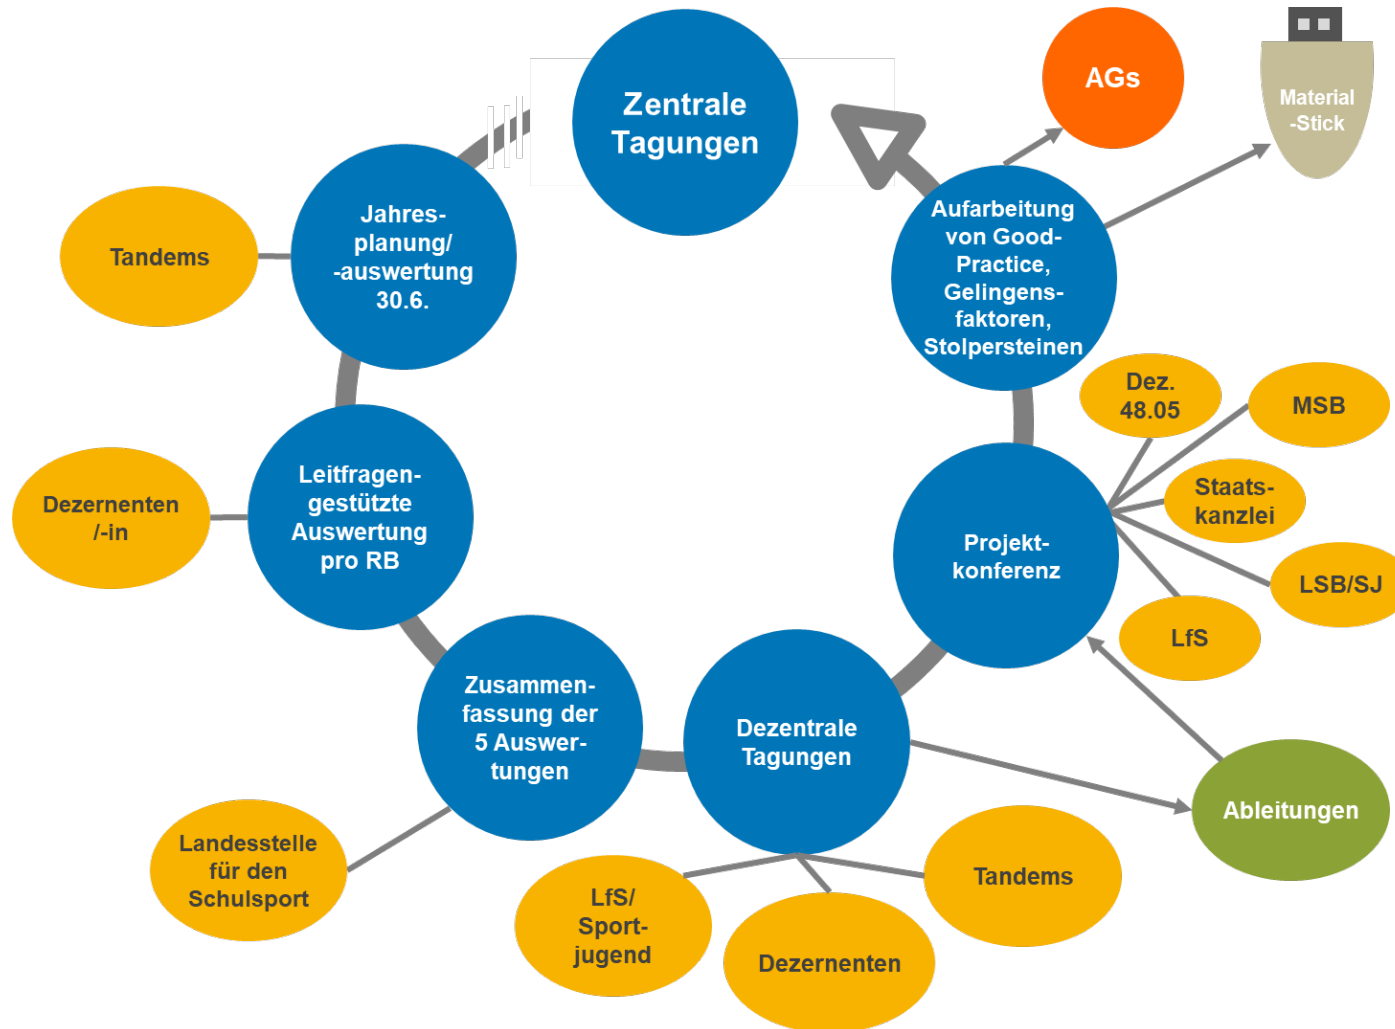 Zentrale
Tagungen
AGs
Material
-Stick
Aufarbeitung
von Good-
Practice,
Gelingens-
faktoren,
Stolpersteinen
Jahres-
planung/
-auswertung
30.6.
Tandems
Dez.
48.05
MSB
Leitfragen-
gestützte
Auswertung
pro RB
Dezernenten
/-in
Staats-
kanzlei
Projekt-
konferenz
LSB/SJ
LfS
Zusammen-
fassung der
5 Auswer-
tungen
Dezentrale
Tagungen
Ableitungen
Landesstelle
für den
Schulsport
LfS/
Sport-
jugend
Dezernenten
Tandems